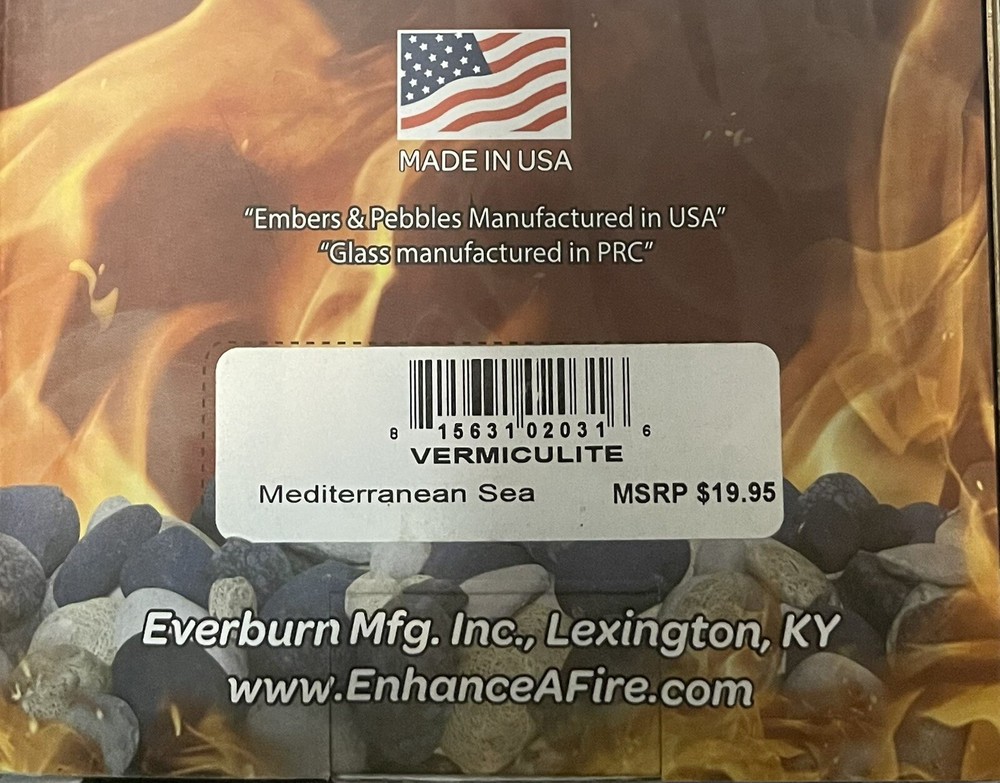 MADE IN USA
“Embers & Pebbles Manufactured in USA”
“Glass manufactured in PRC”
8 15631 02031 6
VERMICULITE
Mediterranean Sea MSRP $19.95
Everburn Mfg. Inc., Lexington, KY
www.EnhanceAFire.com